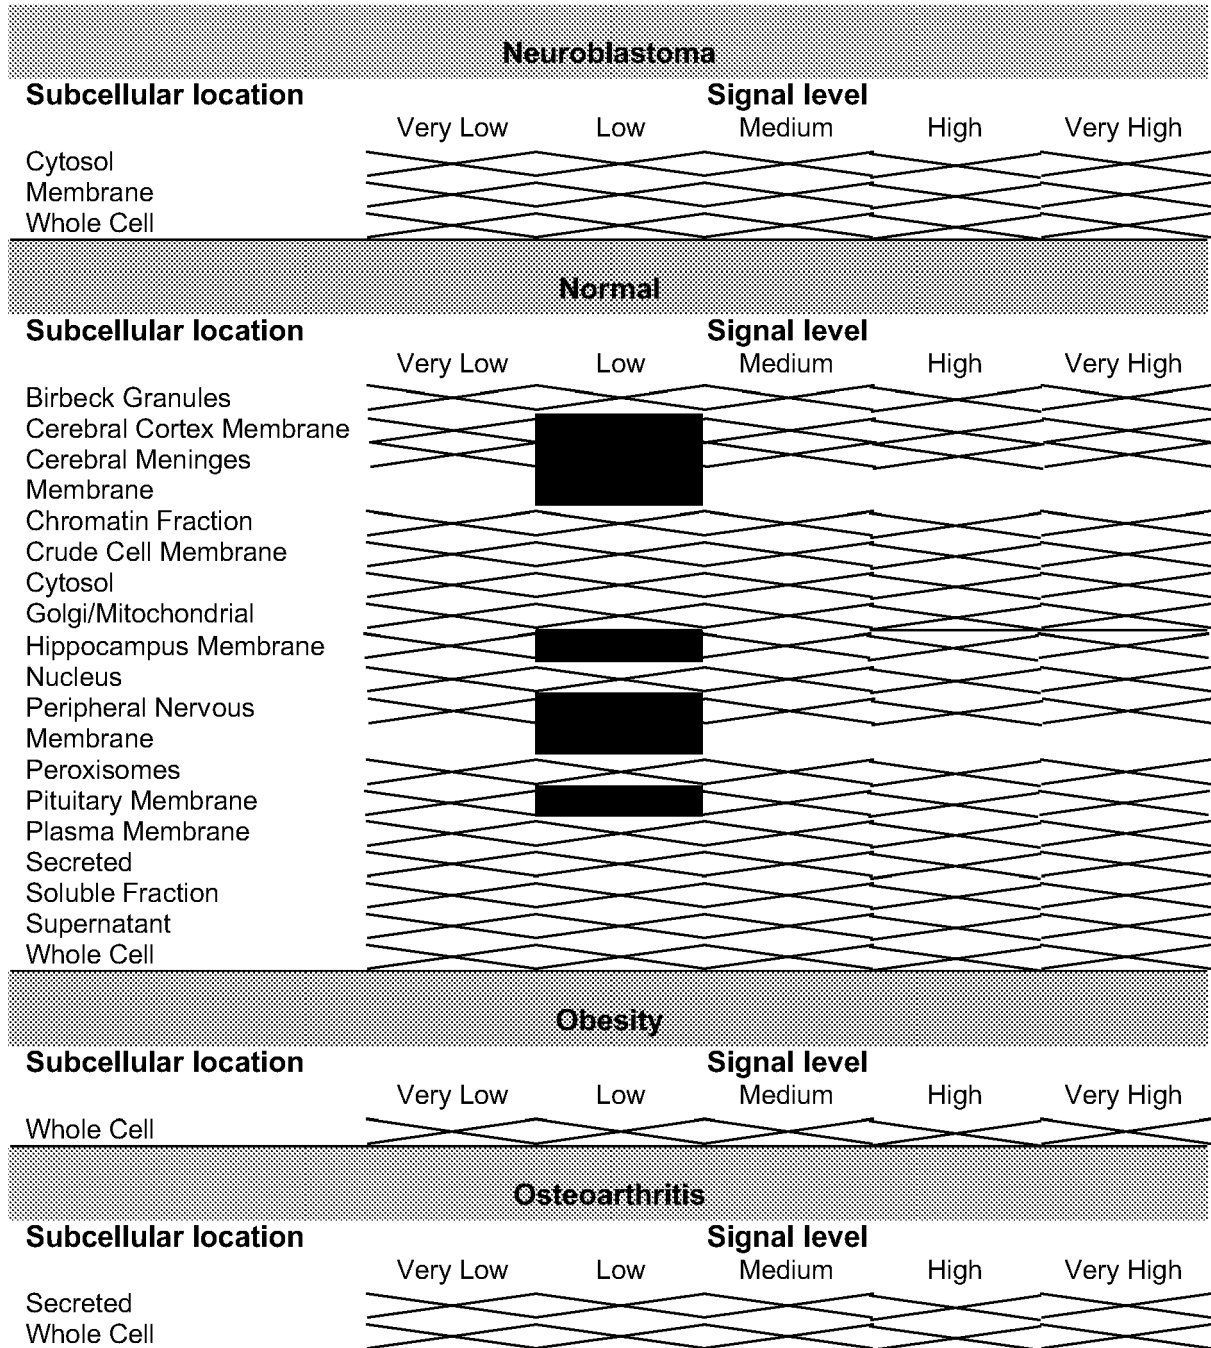 Neuroblastoma
Subcellular location Signal level
Very Low Low Medium High Very High
Cytosol
Membrane
Whole Cell
Normal
Subcellular location Signal level
Very Low Low Medium High Very High
Birbeck Granules
Cerebral Cortex Membrane
Cerebral Meninges
Membrane
Chromatin Fraction
Crude Cell Membrane
Cytosol
Golgi/Mitochondrial
Hippocampus Membrane
Nucleus
Peripheral Nervous
Membrane
Peroxisomes
Pituitary Membrane
Plasma Membrane
Secreted
Soluble Fraction
Supernatant
Whole Cell
Obesity
Subcellular location Signal level
Very Low Low Medium High Very High
Whole Cell
Osteoarthritis
Subcellular location Signal level
Very Low Low Medium High Very High
Secreted
Whole Cell